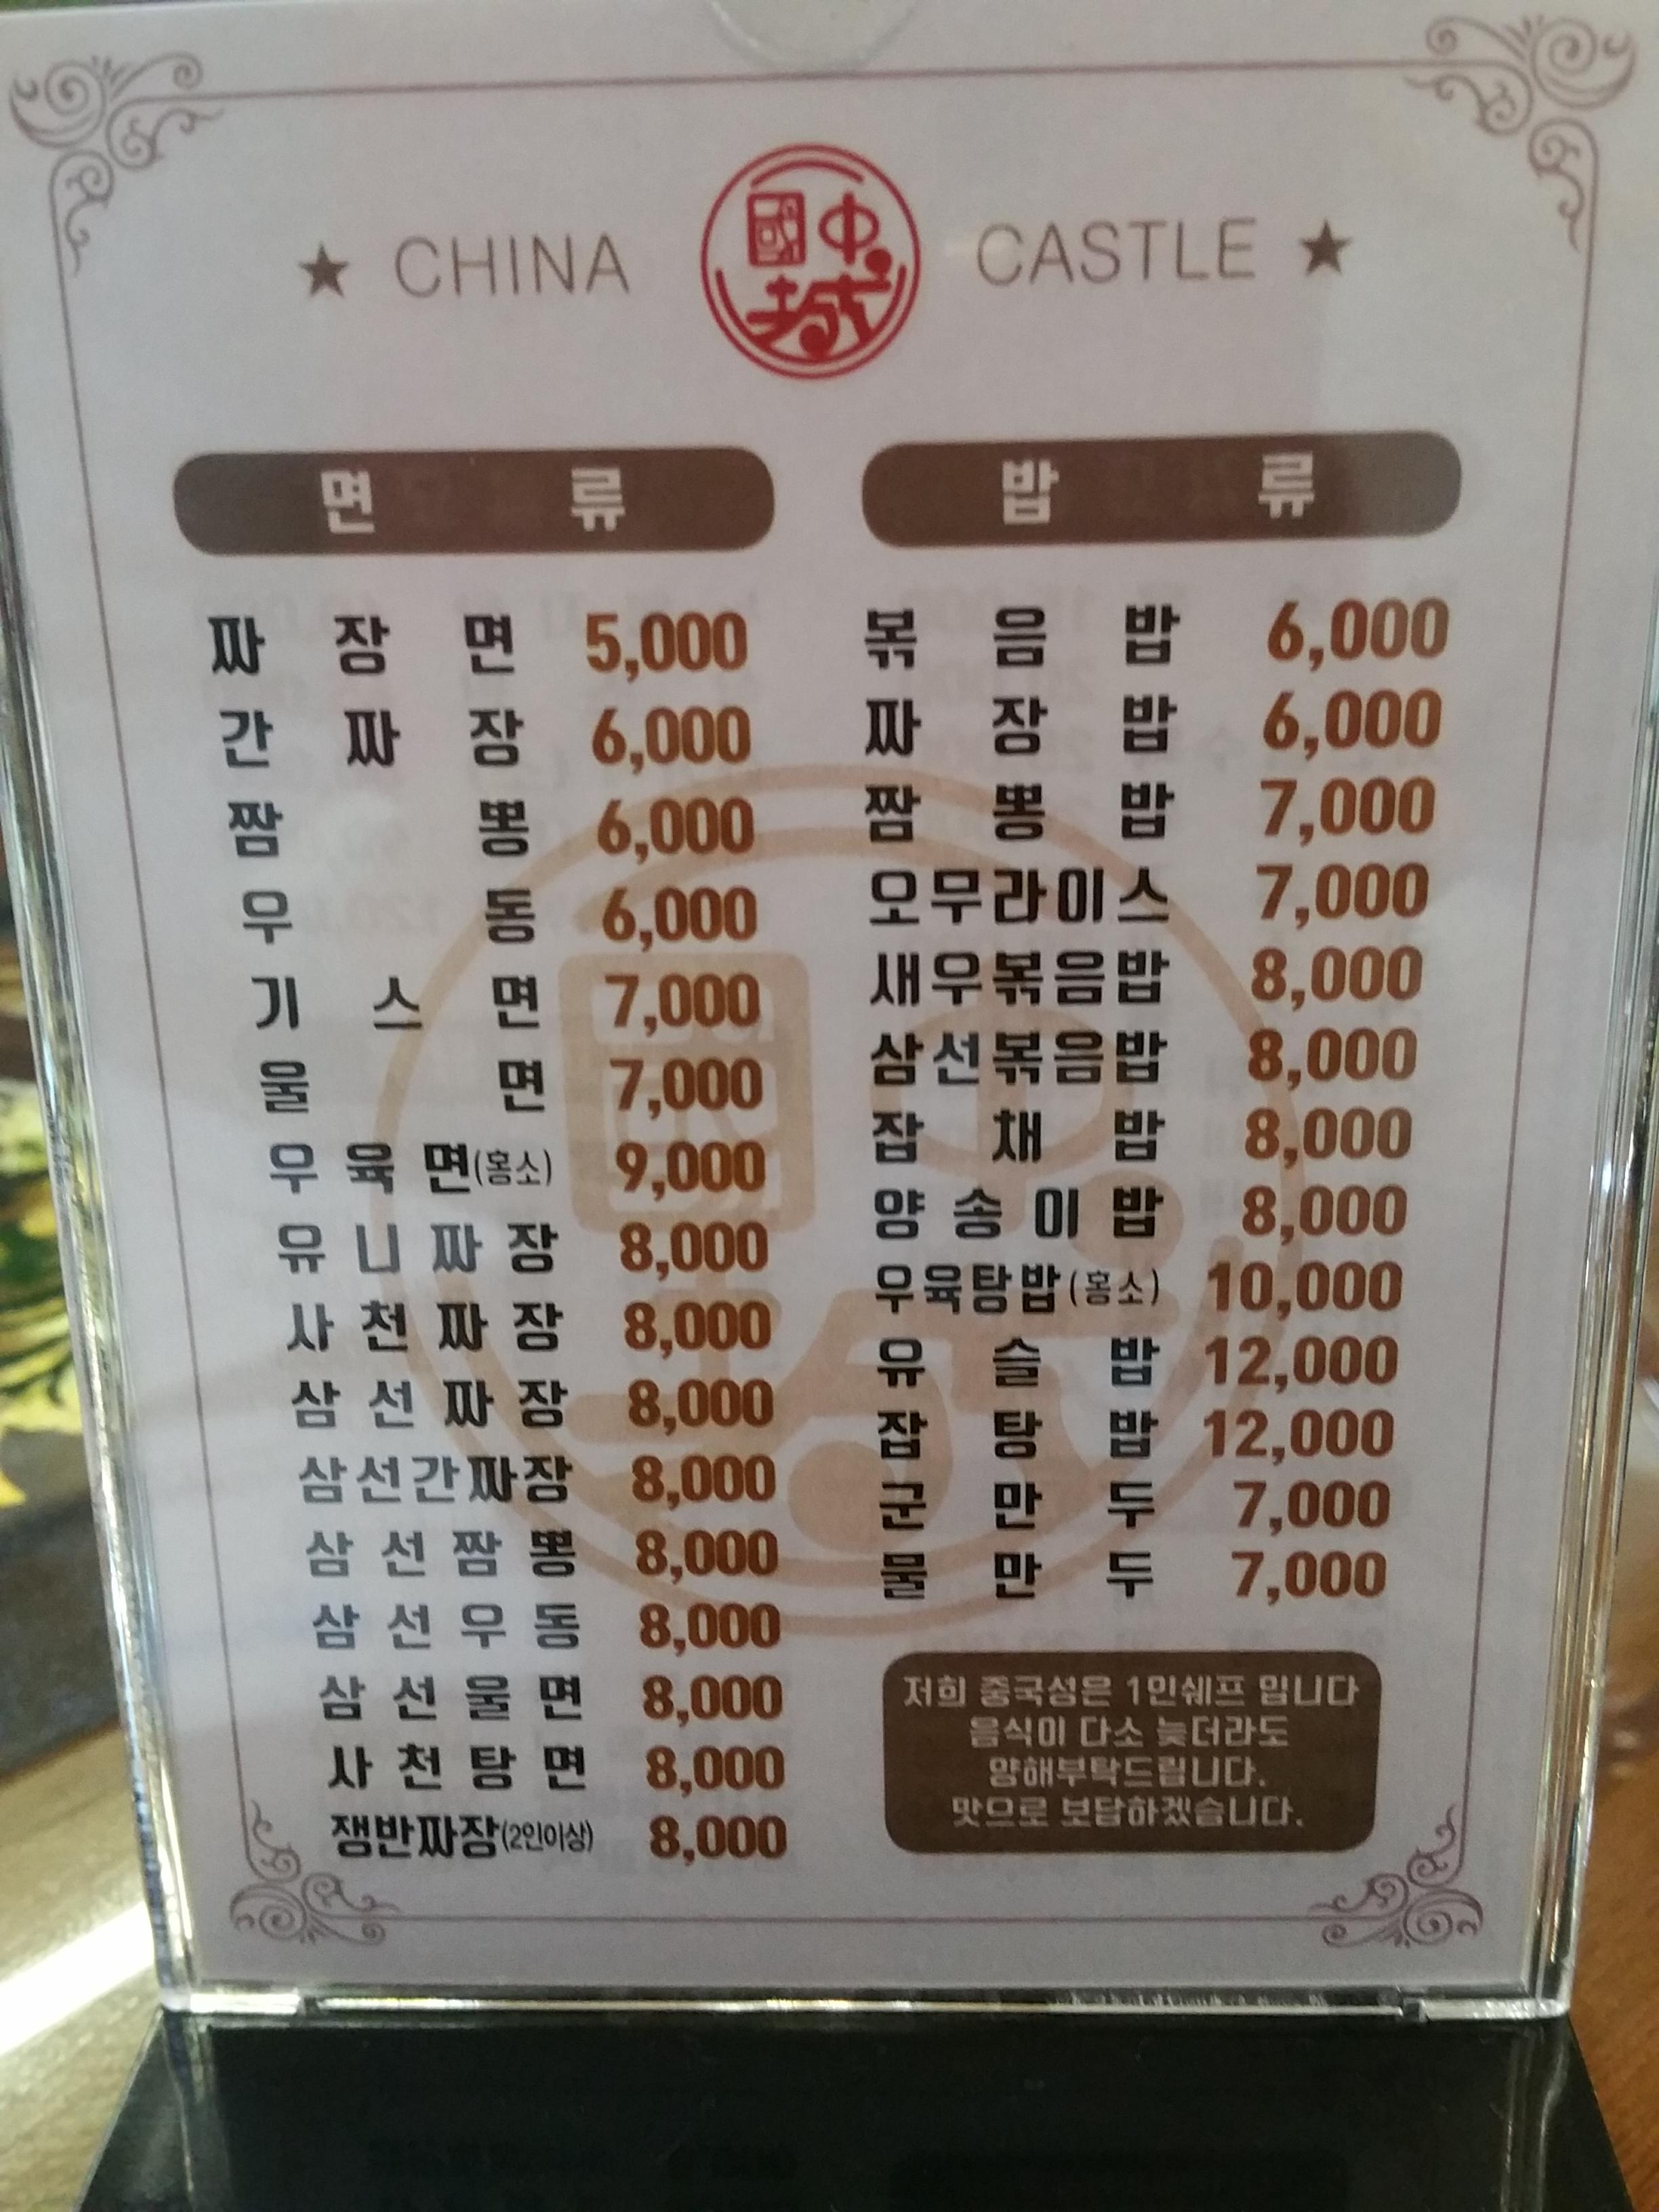 ★ CHINA 國中城 CASTLE ★
면류
짜장면 5,000
간짜장 6,000
짬뽕 6,000
우동 6,000
기스면 7,000
울면 7,000
우육면(홍소) 9,000
유니짜장 8,000
사천짜장 8,000
삼선짜장 8,000
삼선간짜장 8,000
삼선짬뽕 8,000
삼선우동 8,000
삼선울면 8,000
사천탕면 8,000
쟁반짜장(2인이상) 8,000
밥류
볶음밥 6,000
짜장밥 6,000
짬뽕밥 7,000
오무라이스 7,000
새우볶음밥 8,000
삼선볶음밥 8,000
잡채밥 8,000
양송이밥 8,000
우육탕밥(홍소) 10,000
유슬밥 12,000
잡탕밥 12,000
군만두 7,000
물만두 7,000
저희 중국성은 1인쉐프 입니다
음식이 다소 늦더라도
양해부탁드립니다.
맛으로 보답하겠습니다.